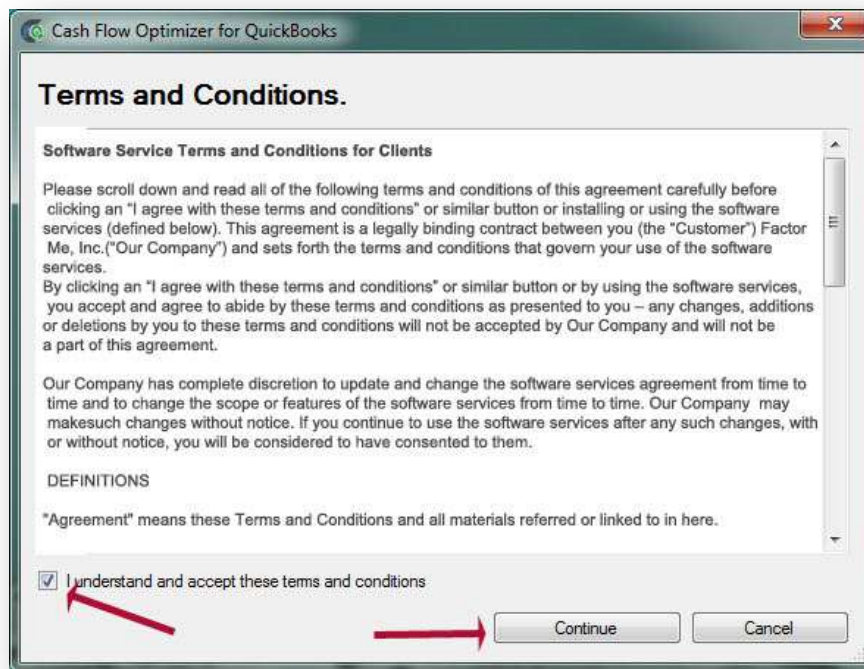 Cash Flow Optimizer for QuickBooks
Terms and Conditions.
Software Service Terms and Conditions for Clients
Please scroll down and read all of the following terms and conditions of this agreement carefully before
clicking an "I agree with these terms and conditions" or similar button or installing or using the software
services (defined below). This agreement is a legally binding contract between you (the "Customer") Factor
Me, Inc.("Our Company") and sets forth the terms and conditions that govern your use of the software
services.
By clicking an "I agree with these terms and conditions" or similar button or by using the software services,
you accept and agree to abide by these terms and conditions as presented to you – any changes, additions
or deletions by you to these terms and conditions will not be accepted by Our Company and will not be
a part of this agreement.
Our Company has complete discretion to update and change the software services agreement from time to
time and to change the scope or features of the software services from time to time. Our Company may
makesuch changes without notice. If you continue to use the software services after any such changes, with
or without notice, you will be considered to have consented to them.
DEFINITIONS
"Agreement" means these Terms and Conditions and all materials referred or linked to in here.
I understand and accept these terms and conditions
Continue
Cancel